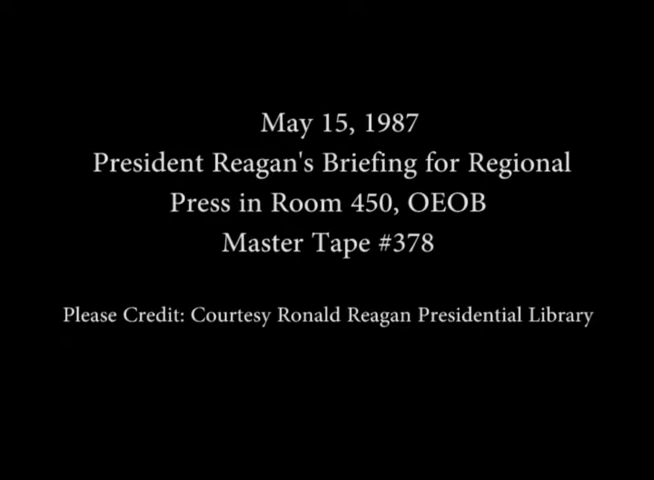 May 15, 1987
President Reagan's Briefing for Regional
Press in Room 450, OEOB
Master Tape #378
Please Credit: Courtesy Ronald Reagan Presidential Library